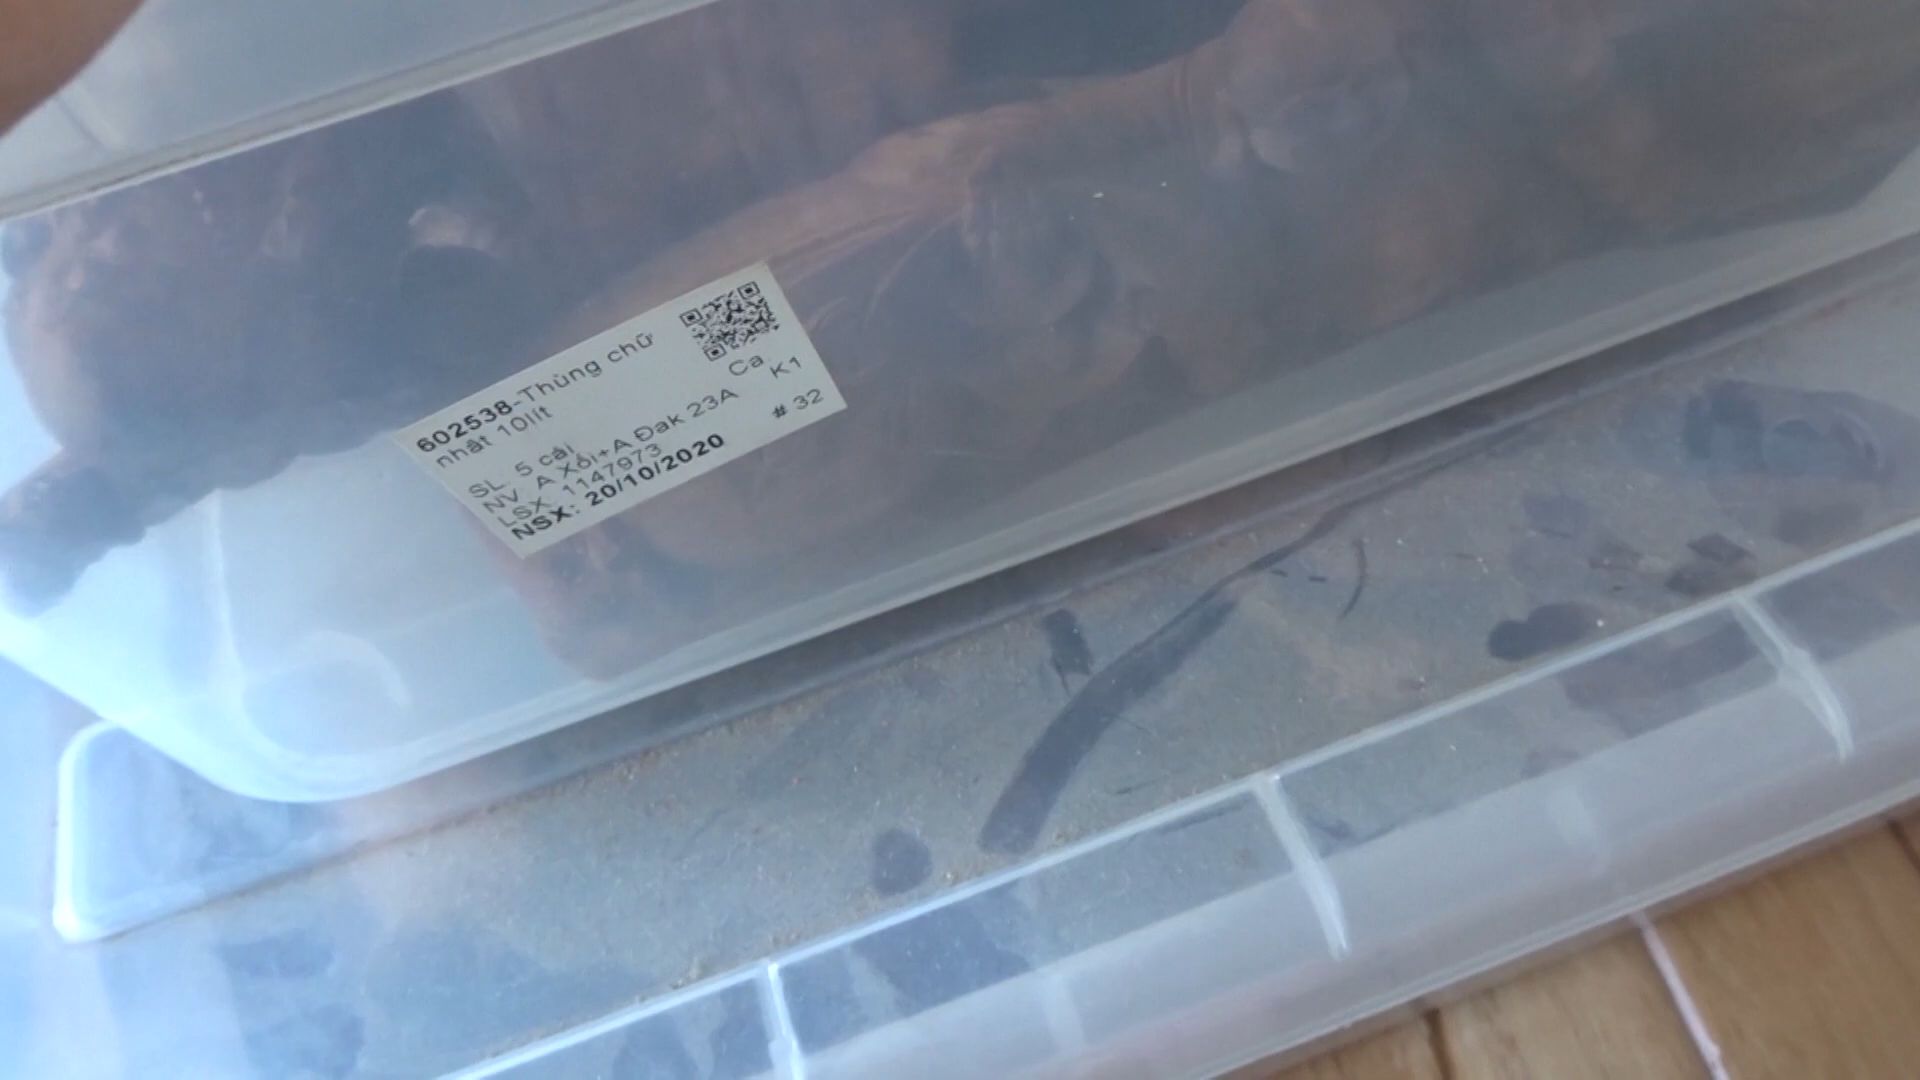 602538-Thùng chữ
nhật 10lít
Ca
K1
SL 5 cái
NV A Xổi+A Đak 23A
LSX 1147973
# 32
NSX: 20/10/2020